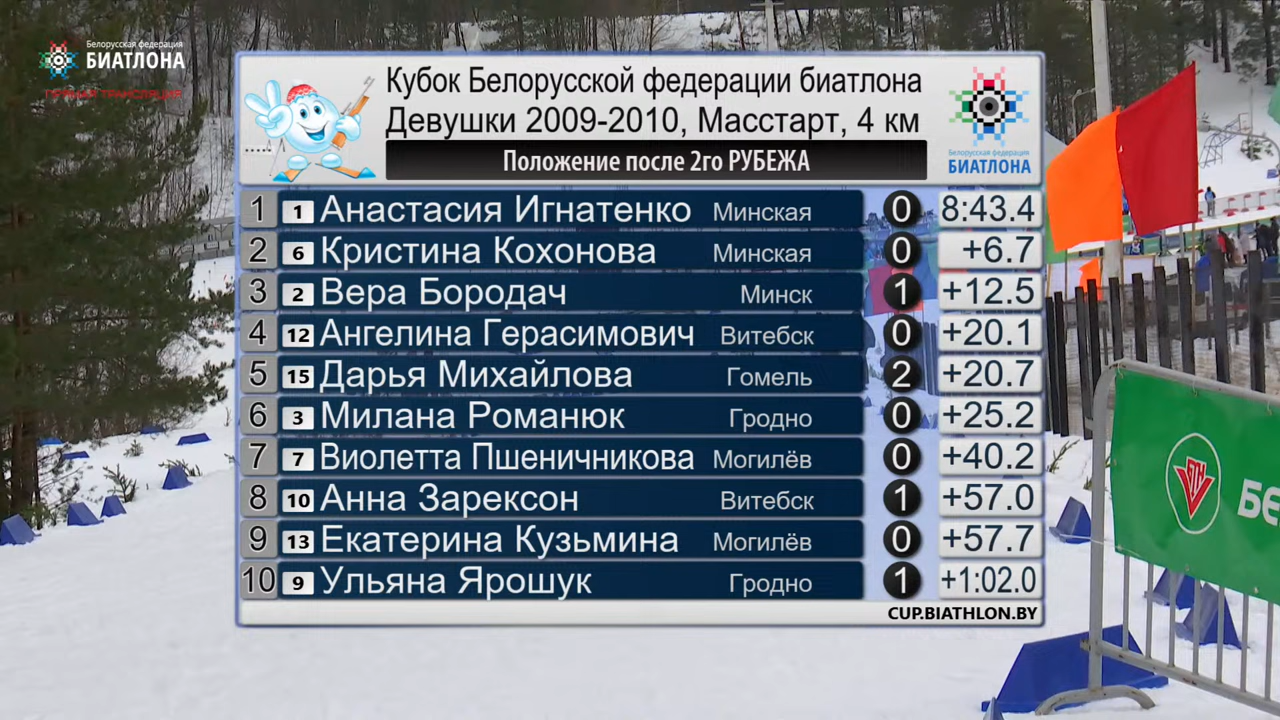 Белорусская федерация
БИАТЛОНА
ПРЯМАЯ ТРАНСЛЯЦИЯ
Кубок Белорусской федерации биатлона
Девушки 2009-2010, Масстарт, 4 км
Белорусская федерация
БИАТЛОНА
Положение после 2го РУБЕЖА
1 1 Анастасия Игнатенко Минская 0 8:43.4
2 6 Кристина Кохонова Минская 0 +6.7
3 2 Вера Бородач Минск 1 +12.5
4 12 Ангелина Герасимович Витебск 0 +20.1
5 15 Дарья Михайлова Гомель 2 +20.7
6 3 Милана Романюк Гродно 0 +25.2
7 7 Виолетта Пшеничникова Могилёв 0 +40.2
8 10 Анна Зарексон Витебск 1 +57.0
9 13 Екатерина Кузьмина Могилёв 0 +57.7
10 9 Ульяна Ярошук Гродно 1 +1:02.0
CUP.BIATHLON.BY